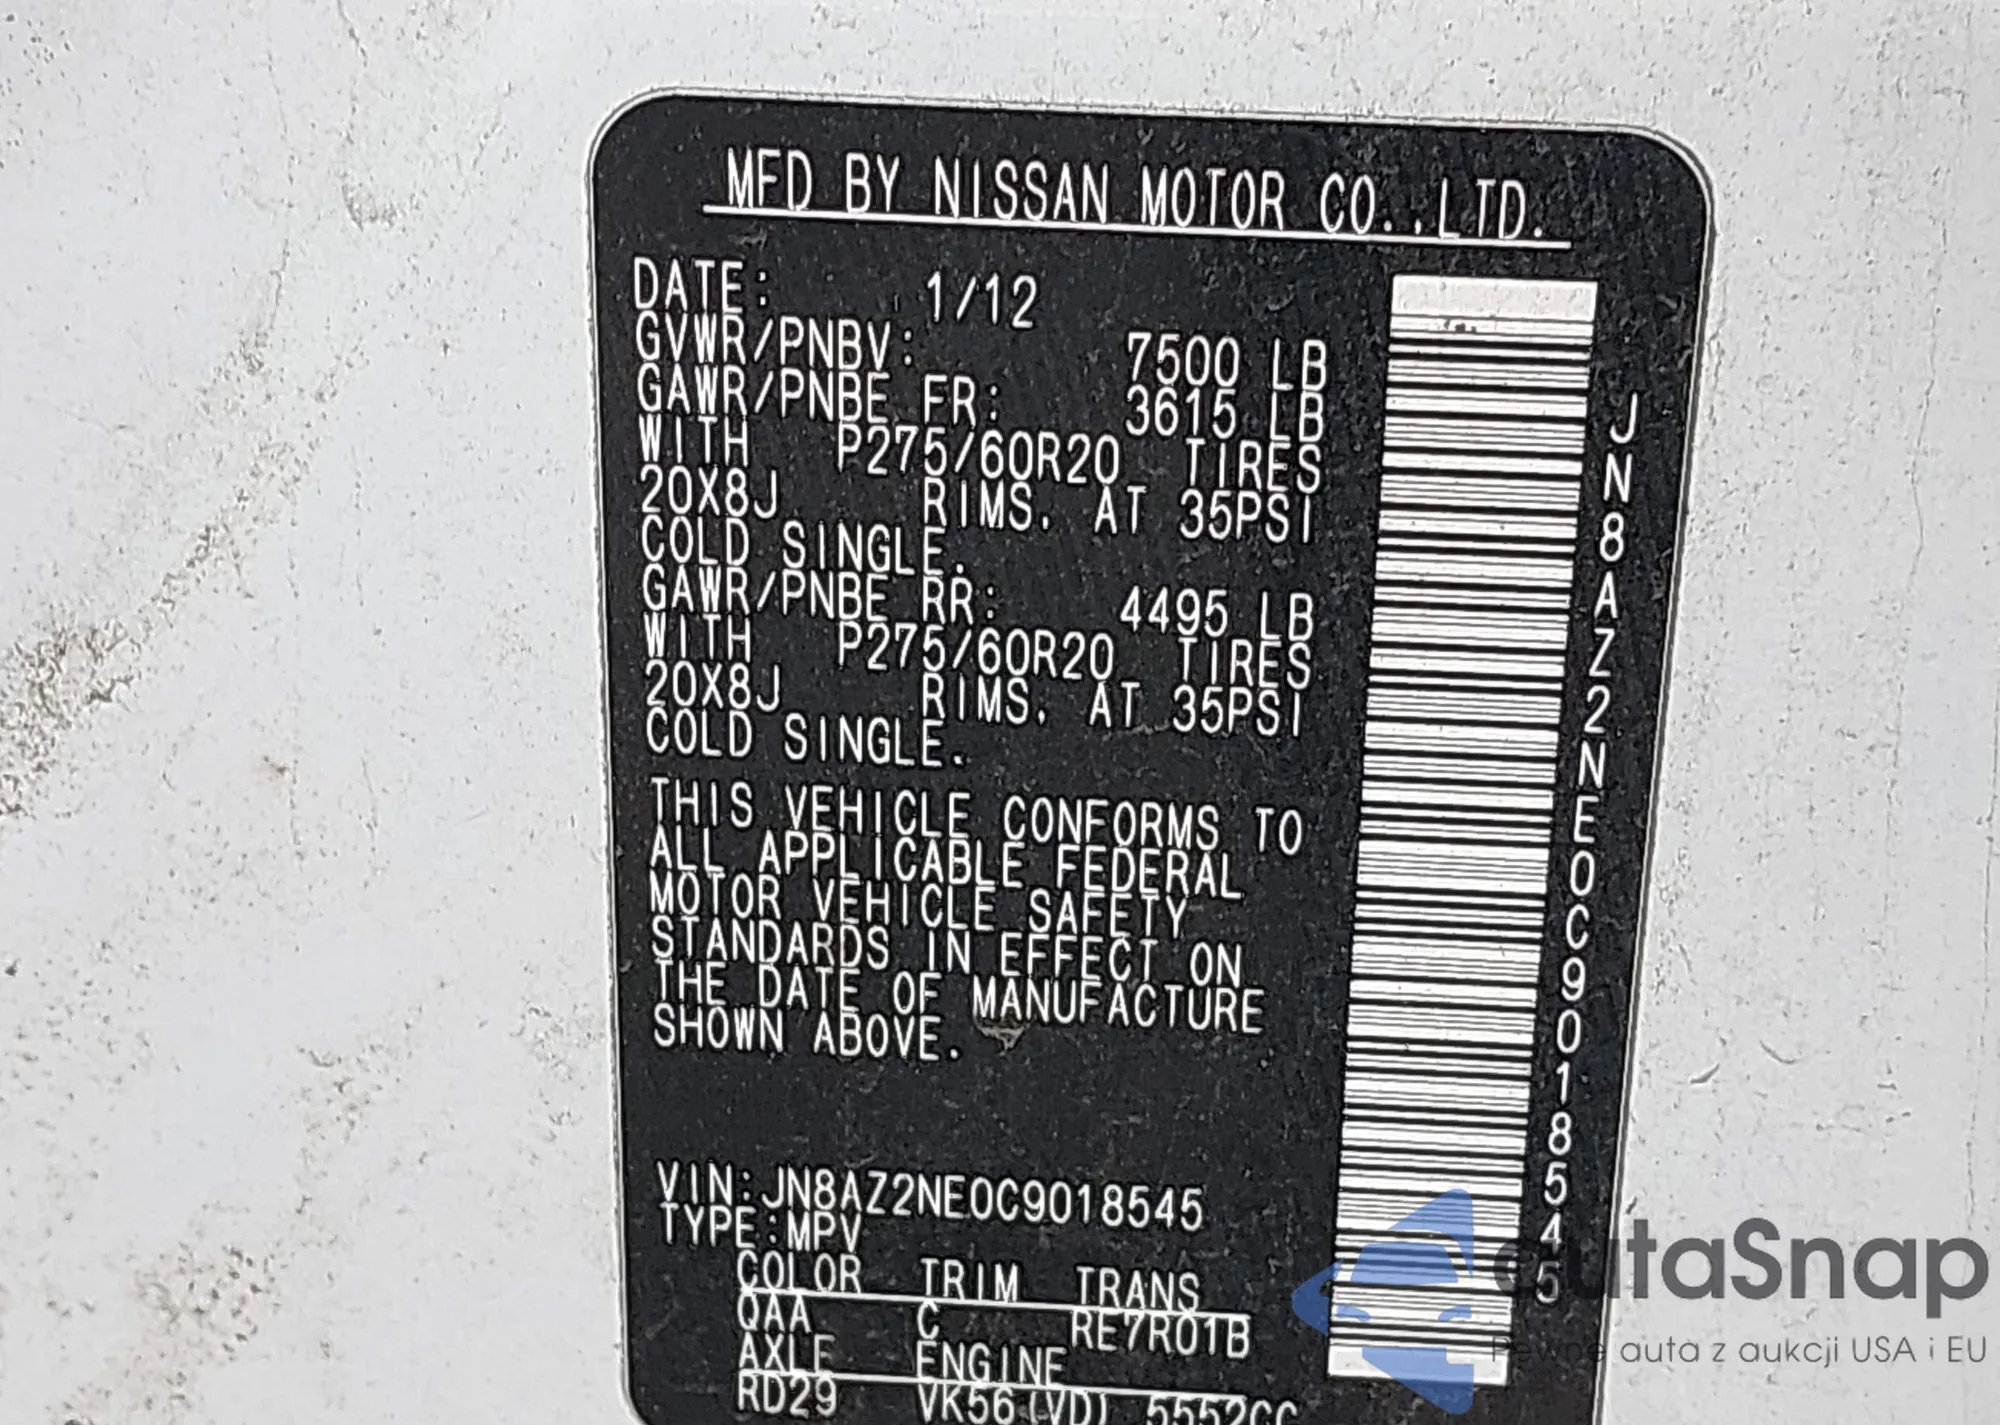 MFD BY NISSAN MOTOR CO.,LTD.
DATE: 1/12
GVWR/PNBV: 7500 LB
GAWR/PNBE FR: 3615 LB
WITH P275/60R20 TIRES
20X8J RIMS. AT 35PSI
COLD SINGLE.
GAWR/PNBE RR: 4495 LB
WITH P275/60R20 TIRES
20X8J RIMS. AT 35PSI
COLD SINGLE.
THIS VEHICLE CONFORMS TO
ALL APPLICABLE FEDERAL
MOTOR VEHICLE SAFETY
STANDARDS IN EFFECT ON
THE DATE OF MANUFACTURE
SHOWN ABOVE.
VIN:JN8AZ2NE0C9018545
TYPE:MPV
COLOR TRIM TRANS
QAA C RE7R01B
AXLE ENGINE
RD29 VK56(VD) 5552CC
JN8AZ2NE0C9018545
autaSnap
Pewne auta z aukcji USA i EU